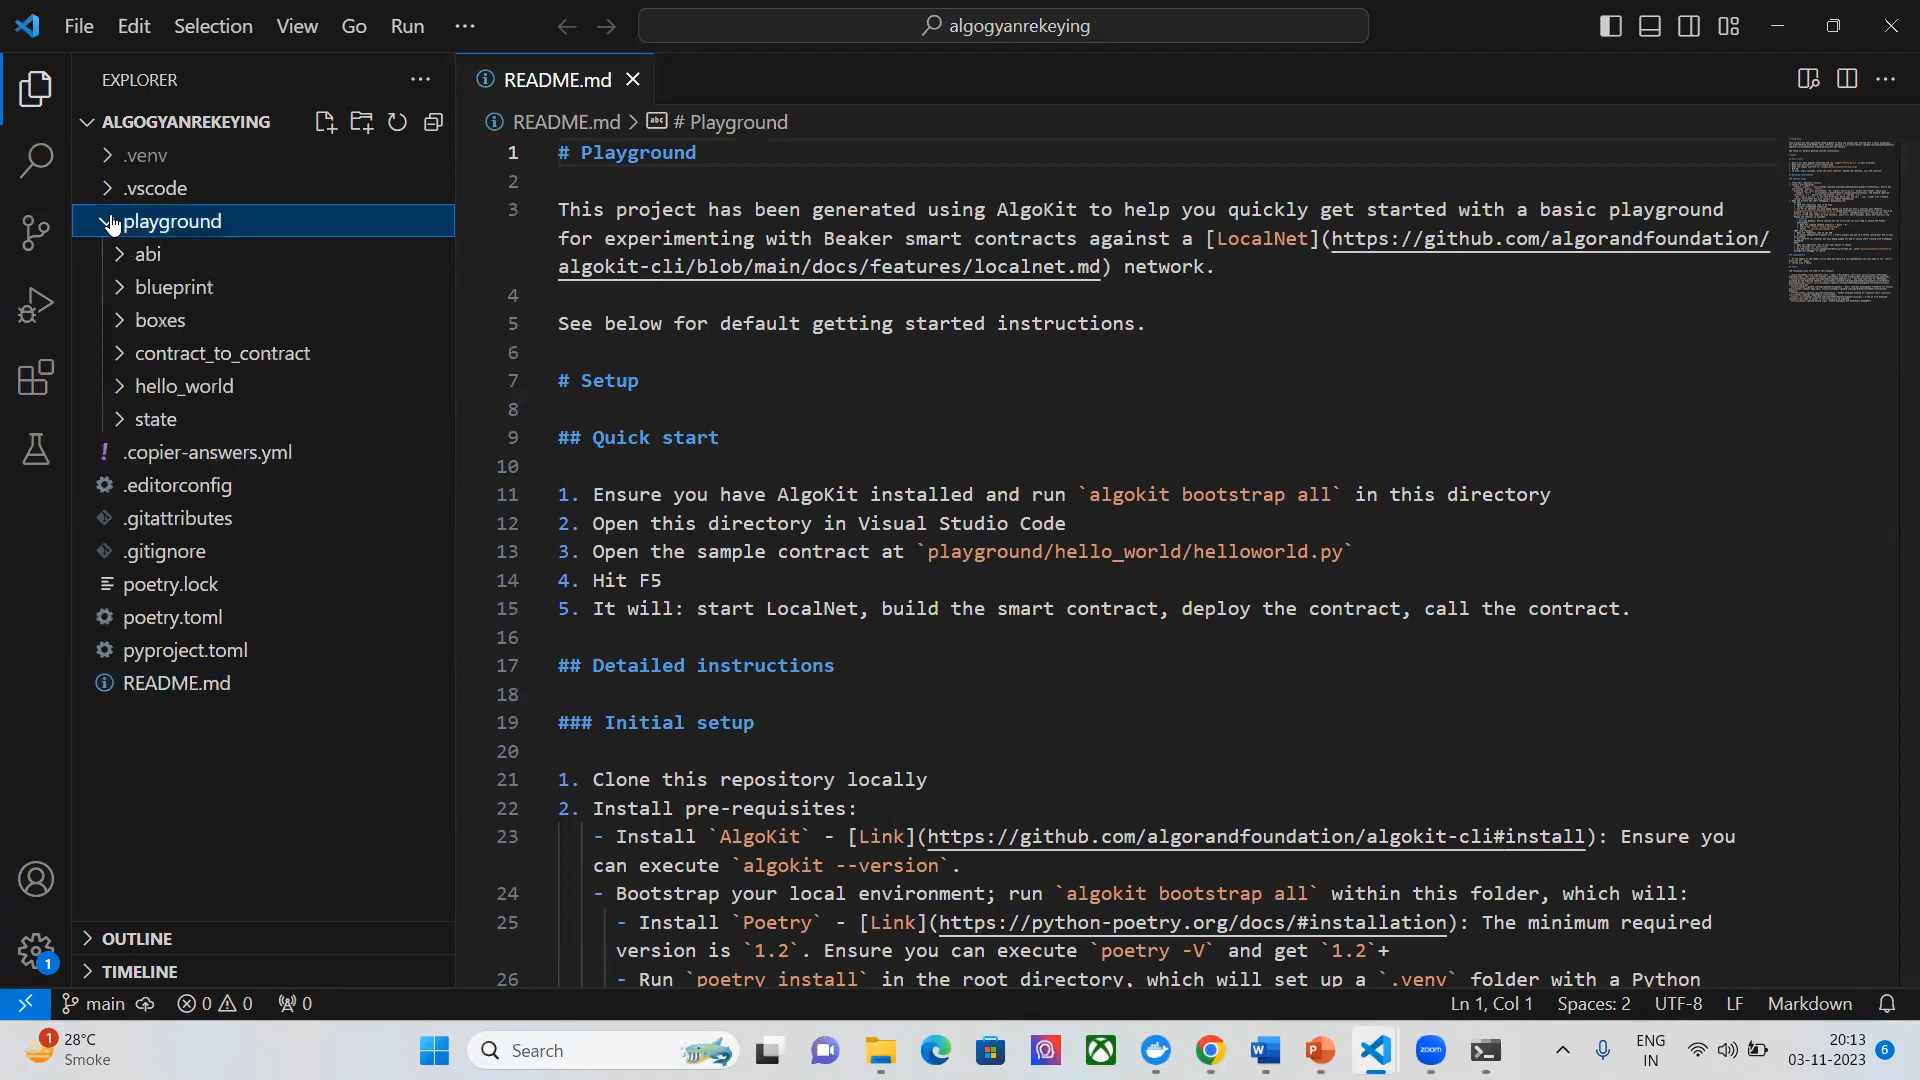 File Edit Selection View Go Run ···
algogyanrekeying
EXPLORER
ALGOGYANREKEYING
.venv
.vscode
playground
abi
blueprint
boxes
contract_to_contract
hello_world
state
.copier-answers.yml
.editorconfig
.gitattributes
.gitignore
poetry.lock
poetry.toml
pyproject.toml
README.md
OUTLINE
TIMELINE
README.md
README.md > # Playground
1 # Playground
2
3 This project has been generated using AlgoKit to help you quickly get started with a basic playground
for experimenting with Beaker smart contracts against a [LocalNet](https://github.com/algorandfoundation/
algokit-cli/blob/main/docs/features/localnet.md) network.
4
5 See below for default getting started instructions.
6
7 # Setup
8
9 ## Quick start
10
11 1. Ensure you have AlgoKit installed and run `algokit bootstrap all` in this directory
12 2. Open this directory in Visual Studio Code
13 3. Open the sample contract at `playground/hello_world/helloworld.py`
14 4. Hit F5
15 5. It will: start LocalNet, build the smart contract, deploy the contract, call the contract.
16
17 ## Detailed instructions
18
19 ### Initial setup
20
21 1. Clone this repository locally
22 2. Install pre-requisites:
23 - Install `AlgoKit` - [Link](https://github.com/algorandfoundation/algokit-cli#install): Ensure you
can execute `algokit --version`.
24 - Bootstrap your local environment; run `algokit bootstrap all` within this folder, which will:
25 - Install `Poetry` - [Link](https://python-poetry.org/docs/#installation): The minimum required
version is `1.2`. Ensure you can execute `poetry -V` and get `1.2`+
26 - Run `poetry install` in the root directory, which will set up a `.venv` folder with a Python
1
main 0 0 0
Ln 1, Col 1 Spaces: 2 UTF-8 LF Markdown
1 28°C
Smoke
Search
zoom
ENG
IN
20:13
03-11-2023
6